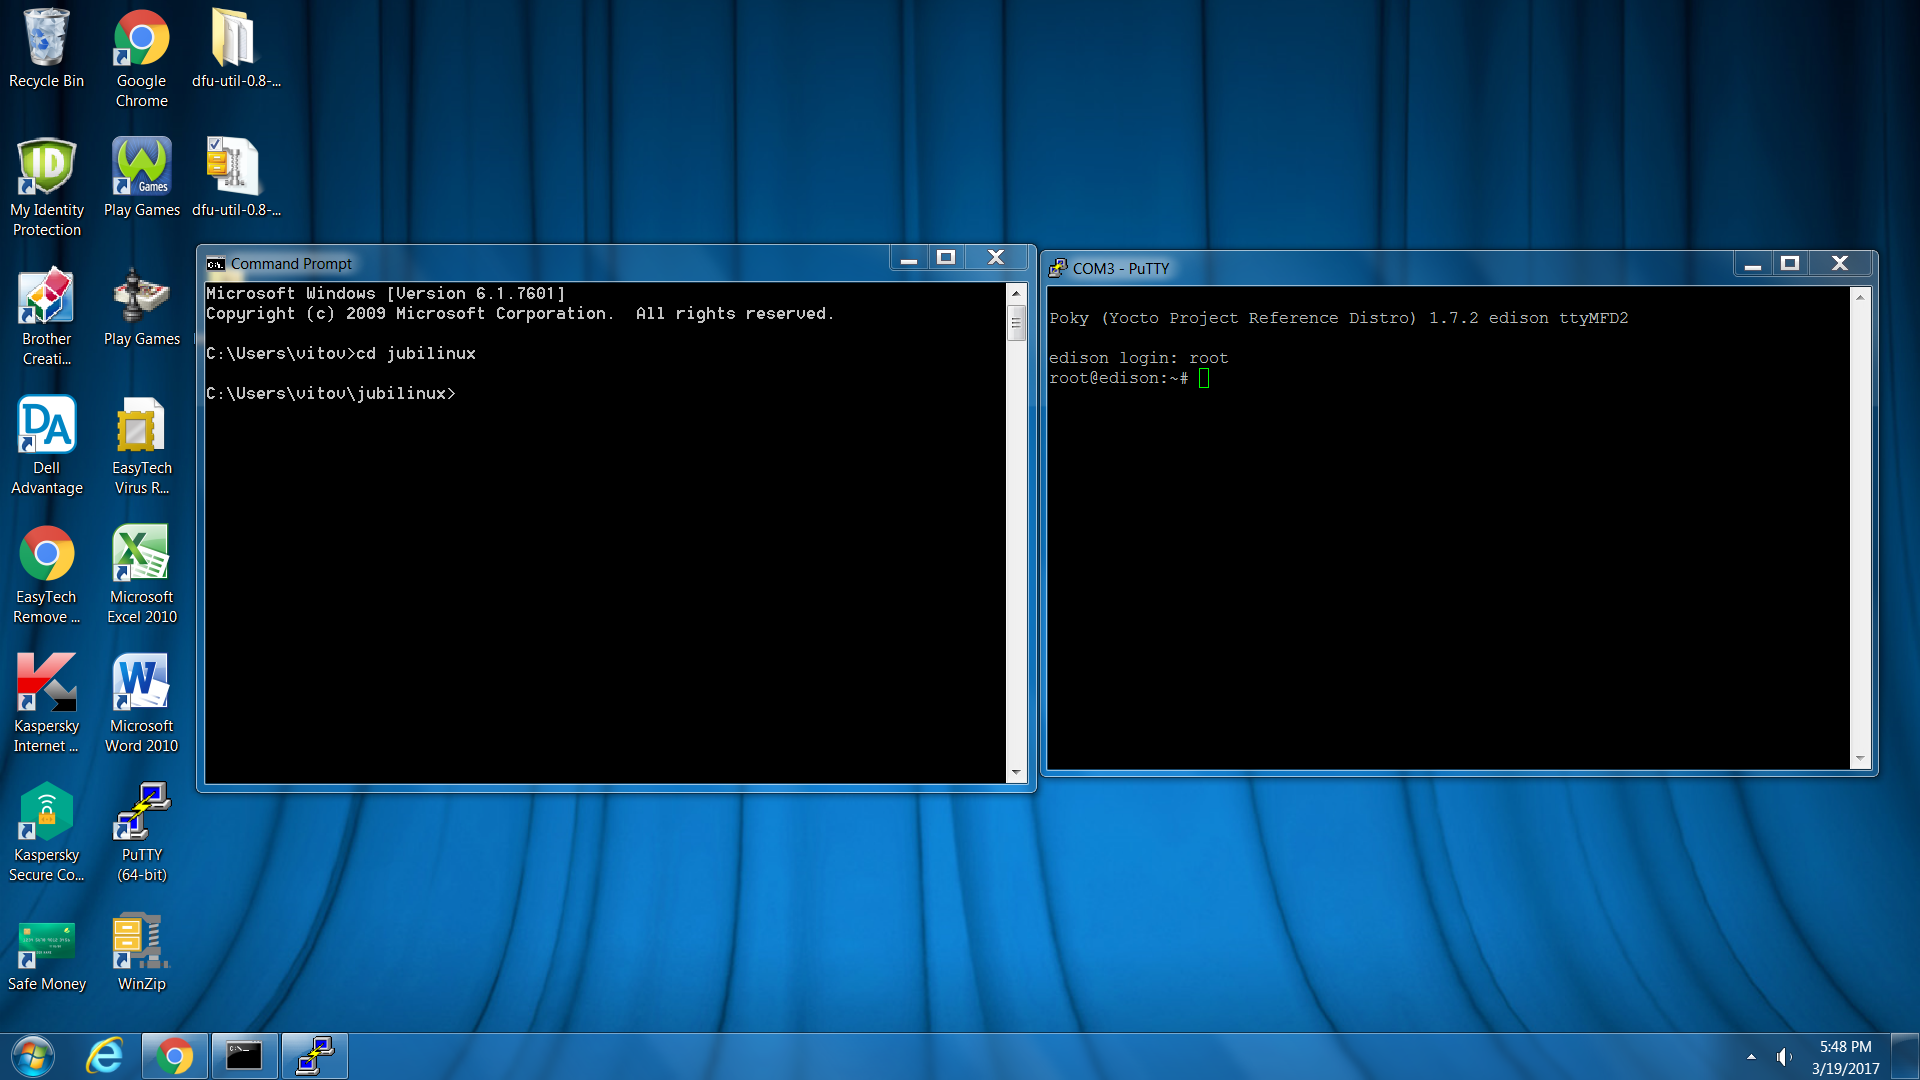 Recycle Bin
Google
Chrome
dfu-util-0.8-...
My Identity
Protection
Games
Play Games
dfu-util-0.8-...
Brother
Creati...
Play Games
Dell
Advantage
EasyTech
Virus R...
EasyTech
Remove ...
Microsoft
Excel 2010
Kaspersky
Internet ...
Microsoft
Word 2010
Kaspersky
Secure Co...
PuTTY
(64-bit)
Safe Money
WinZip
ID
DA
Command Prompt
Microsoft Windows [Version 6.1.7601]
Copyright (c) 2009 Microsoft Corporation.  All rights reserved.
C:\Users\vitov>cd jubilinux
C:\Users\vitov\jubilinux>
COM3 - PuTTY
Poky (Yocto Project Reference Distro) 1.7.2 edison ttyMFD2
edison login: root
root@edison:~#
5:48 PM
3/19/2017